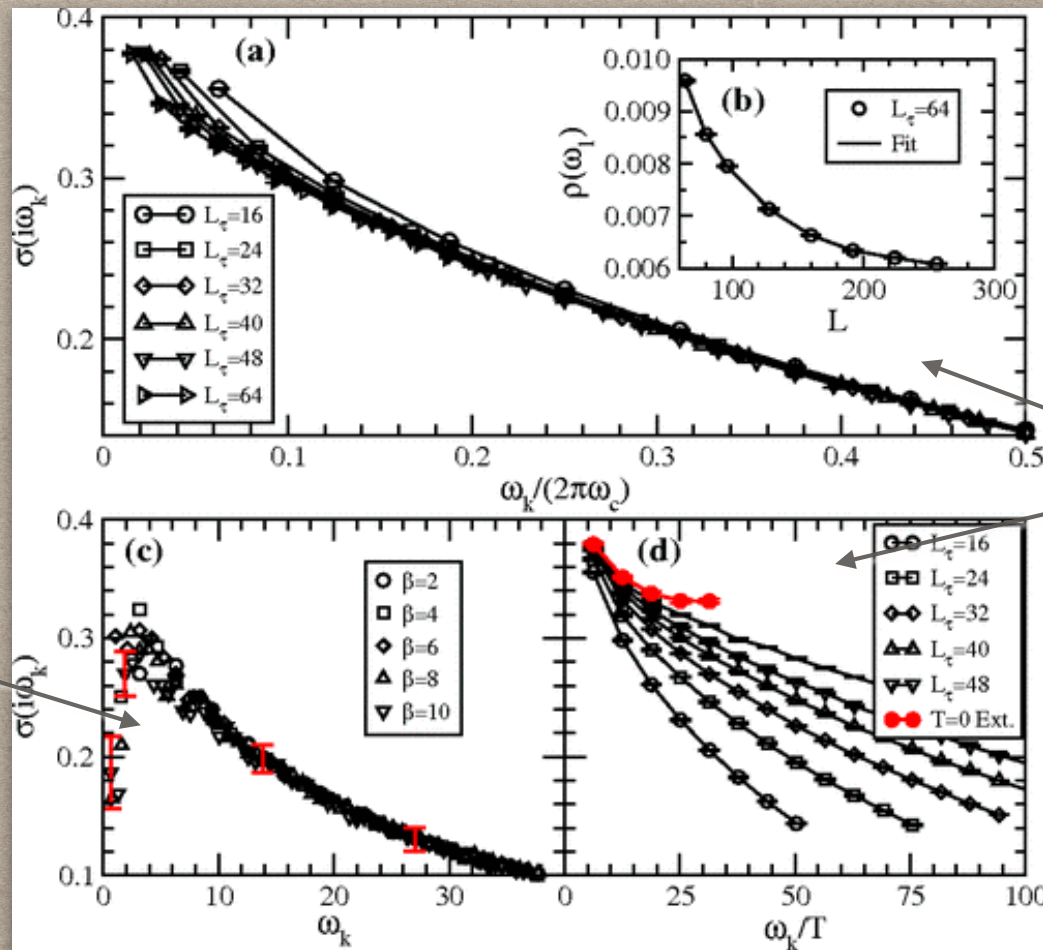 (a)
0.4
0.3
0.2
σ(iω_k)
L_τ=16
L_τ=24
L_τ=32
L_τ=40
L_τ=48
L_τ=64
0 0.1 0.2 0.3 0.4 0.5
ω_k/(2πω_c)
(b)
0.010
0.009
0.008
0.007
0.006
ρ(ω_1)
L_τ=64
Fit
100 200 300
L
(c)
0.4
0.3
0.2
0.1
σ(iω_k)
β=2
β=4
β=6
β=8
β=10
0 10 20 30
ω_k
(d)
L_τ=16
L_τ=24
L_τ=32
L_τ=40
L_τ=48
T=0 Ext.
0 25 50 75 100
ω_k/T